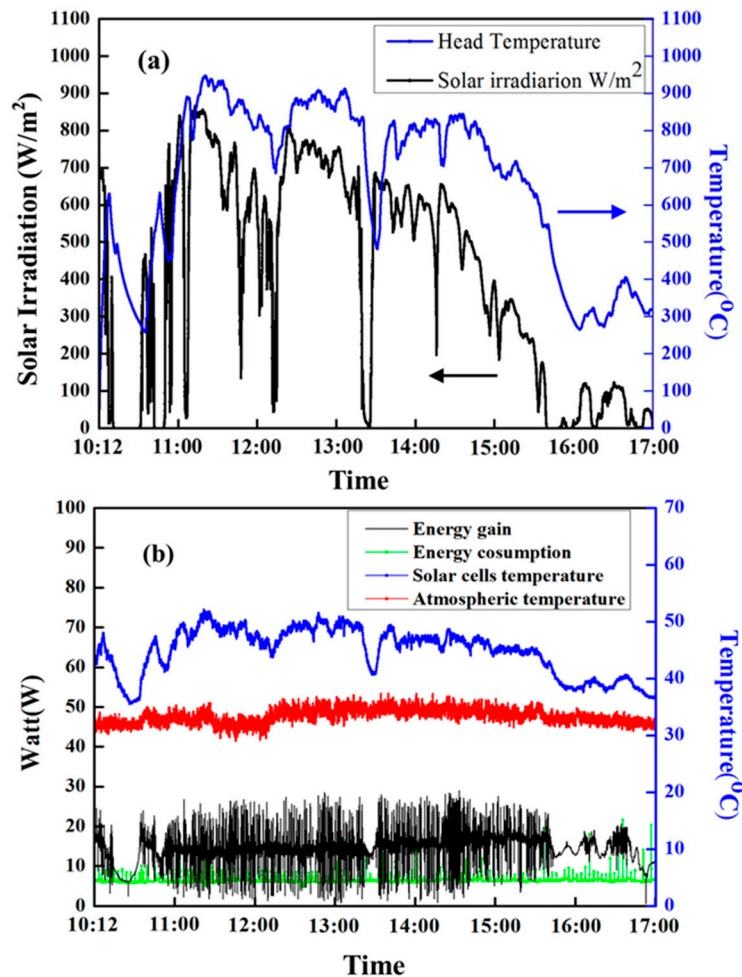 (a)
Head Temperature
Solar irradiarion W/m2
1100
1000
900
800
700
600
500
400
300
200
100
0
Solar Irradiation (W/m2)
1100
1000
900
800
700
600
500
400
300
200
100
0
Temperature(0C)
10:12 11:00 12:00 13:00 14:00 15:00 16:00 17:00
Time
(b)
Energy gain
Energy cosumption
Solar cells temperature
Atmospheric temperature
100
90
80
70
60
50
40
30
20
10
0
Watt(W)
70
60
50
40
30
20
10
0
Temperature(0C)
10:12 11:00 12:00 13:00 14:00 15:00 16:00 17:00
Time